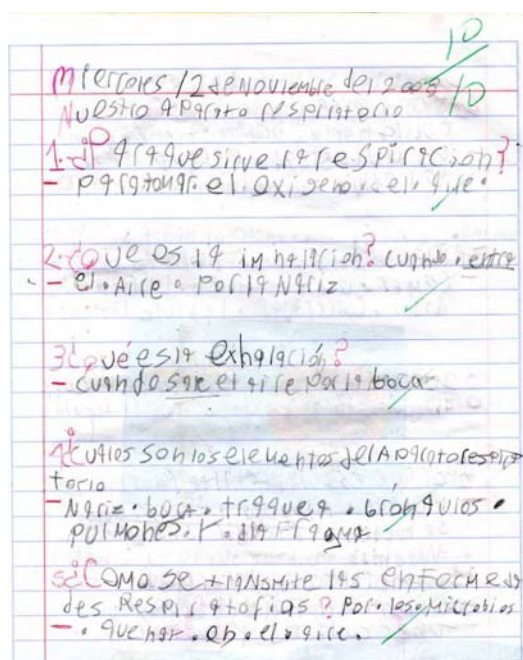 10
/10
Miercoles 12 de Noviembre del 2008
Nuestro aparato respiratorio
1.¿Para que sirve la respiracion?
- para tomar. el. oxigeno. del. aire.
2.¿Que es la inhalacion? cuando. entra
- el. Aire. Por la Nariz
3¿Qué es la exhalación?
- cuando sale el aire por la boca
4¿cuales son los elementos del Aparato respira
torio
- Nariz. boca. traquea. bronquios.
pulmones. Y. diaFragma
5¿Como se transmite las enfermeda
des Respiratorias? Por. los. Microbios
- . que hay. en. el. aire.